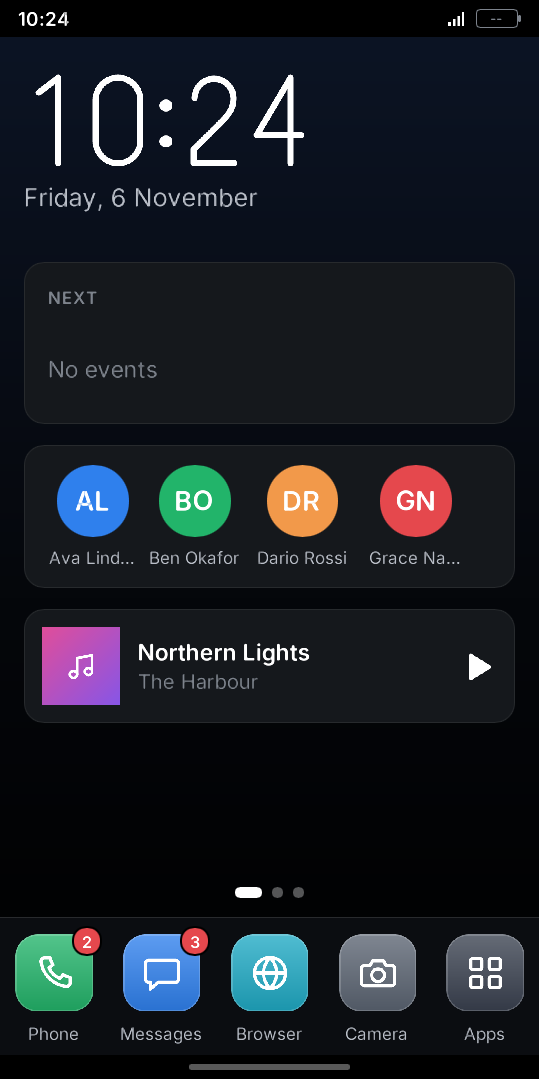 10:24
--
10:24
Friday, 6 November
NEXT
No events
AL BO DR GN
Ava Lind... Ben Okafor Dario Rossi Grace Na...
Northern Lights
The Harbour
2 3
Phone Messages Browser Camera Apps